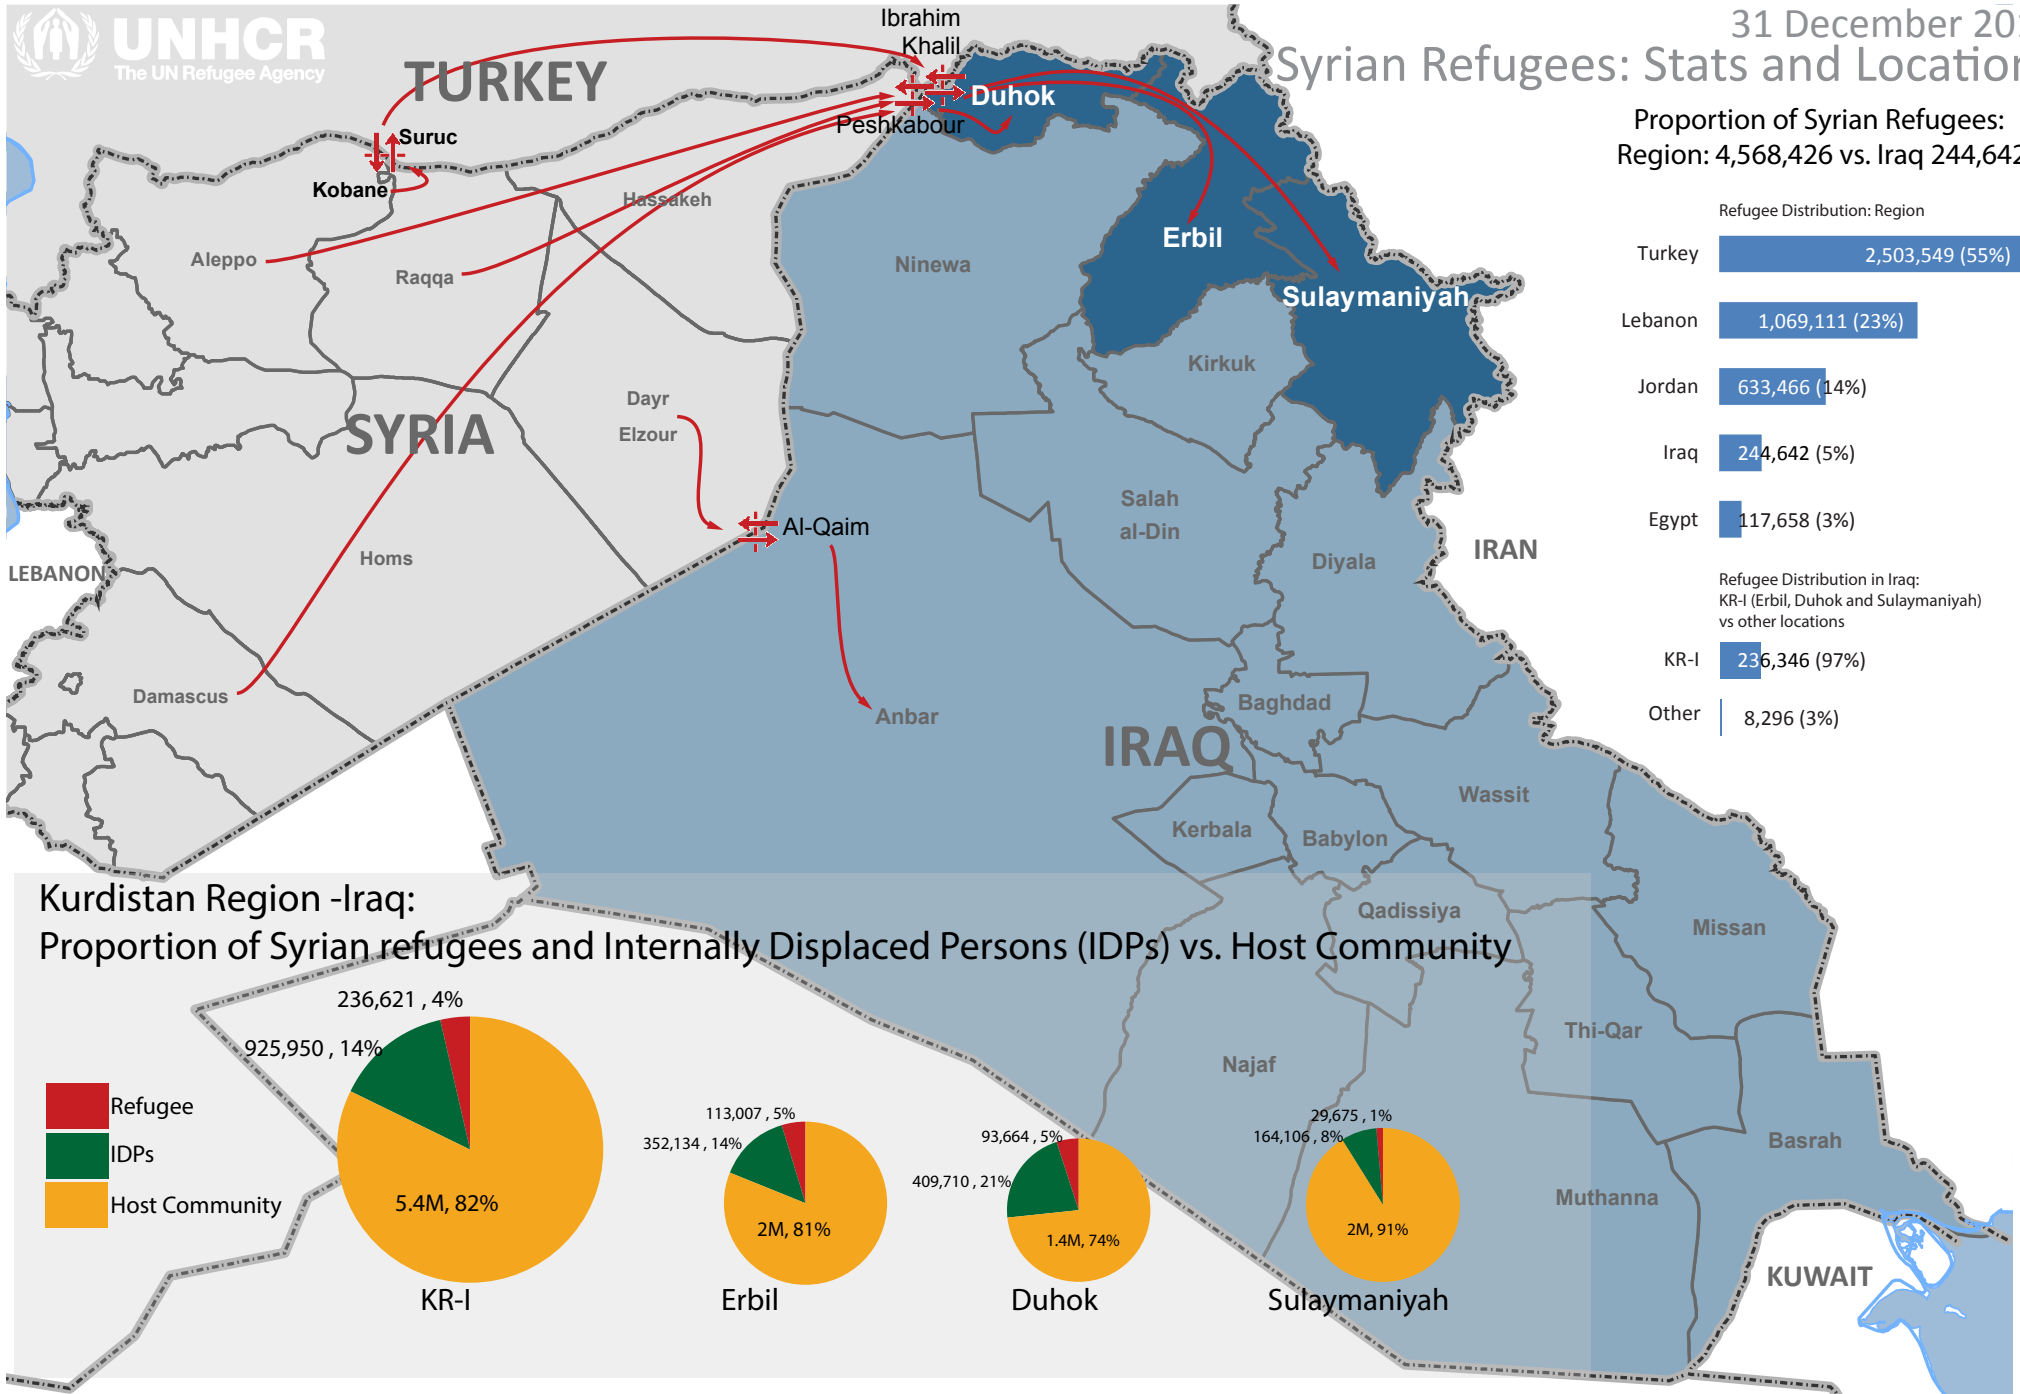 UNHCR
The UN Refugee Agency
31 December 20
Syrian Refugees: Stats and Location
Proportion of Syrian Refugees:
Region: 4,568,426 vs. Iraq 244,642
Refugee Distribution: Region
Turkey 2,503,549 (55%)
Lebanon 1,069,111 (23%)
Jordan 633,466 (14%)
Iraq 244,642 (5%)
Egypt 117,658 (3%)
Refugee Distribution in Iraq:
KR-I (Erbil, Duhok and Sulaymaniyah)
vs other locations
KR-I 236,346 (97%)
Other 8,296 (3%)
TURKEY
Ibrahim
Khalil
Duhok
Peshkabour
Suruc
Kobane
Hassakeh
Aleppo
Raqqa
Ninewa
Erbil
Sulaymaniyah
Kirkuk
Dayr
Elzour
SYRIA
Salah
al-Din
Al-Qaim
Homs
Diyala
IRAN
LEBANON
Damascus
Anbar
Baghdad
IRAQ
Wassit
Kerbala
Babylon
Qadissiya
Missan
Thi-Qar
Najaf
Basrah
Muthanna
KUWAIT
Kurdistan Region -Iraq:
Proportion of Syrian refugees and Internally Displaced Persons (IDPs) vs. Host Community
Refugee
IDPs
Host Community
236,621 , 4%
925,950 , 14%
5.4M, 82%
KR-I
113,007 , 5%
352,134 , 14%
2M, 81%
Erbil
93,664 , 5%
409,710 , 21%
1.4M, 74%
Duhok
29,675 , 1%
164,106 , 8%
2M, 91%
Sulaymaniyah